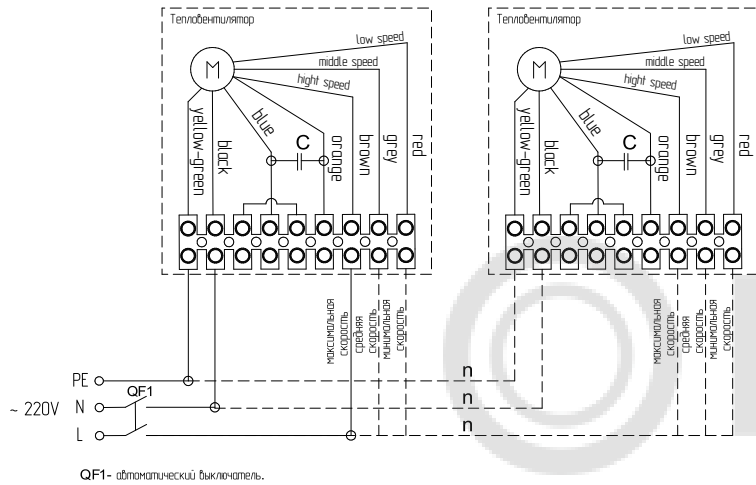 Тепловентилятор
Тепловентилятор
low speed
middle speed
hight speed
M
yellow-green
black
blue
C
orange
brown
grey
red
low speed
middle speed
hight speed
M
yellow-green
black
blue
C
orange
brown
grey
red
максимальная
скорость
средняя
скорость
минимальная
скорость
максимальная
скорость
средняя
скорость
минимальная
скорость
PE
n
QF1
~ 220V
N
n
L
n
QF1- автоматический выключатель.